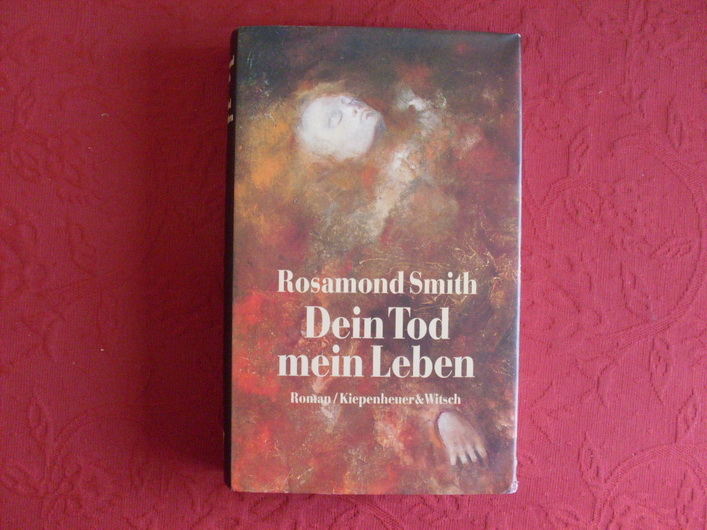 Rosamond Smith
Dein Tod
mein Leben
Roman/Kiepenheuer&Witsch